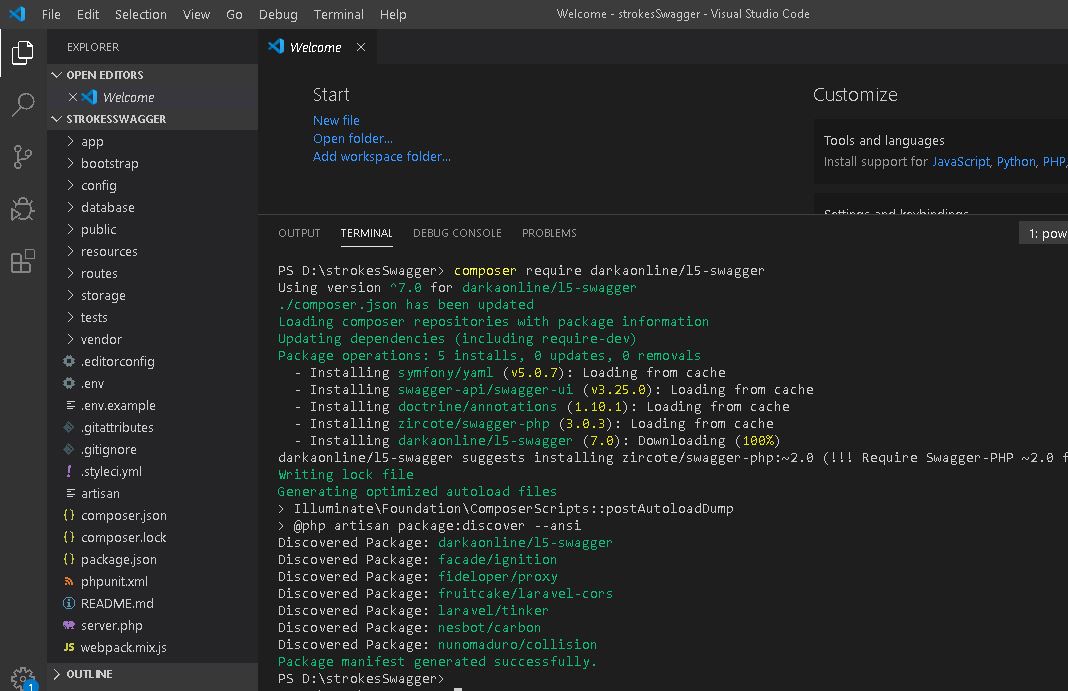 File Edit Selection View Go Debug Terminal Help Welcome - strokesSwagger - Visual Studio Code
EXPLORER
OPEN EDITORS
Welcome
STROKESSWAGGER
app
bootstrap
config
database
public
resources
routes
storage
tests
vendor
.editorconfig
.env
.env.example
.gitattributes
.gitignore
.styleci.yml
artisan
composer.json
composer.lock
package.json
phpunit.xml
README.md
server.php
JS webpack.mix.js
OUTLINE
1
Welcome
Start
New file
Open folder...
Add workspace folder...
Customize
Tools and languages
Install support for JavaScript, Python, PHP,
Settings and keybindings
OUTPUT TERMINAL DEBUG CONSOLE PROBLEMS 1: pow
PS D:\strokesSwagger> composer require darkaonline/l5-swagger
Using version ^7.0 for darkaonline/l5-swagger
./composer.json has been updated
Loading composer repositories with package information
Updating dependencies (including require-dev)
Package operations: 5 installs, 0 updates, 0 removals
- Installing symfony/yaml (v5.0.7): Loading from cache
- Installing swagger-api/swagger-ui (v3.25.0): Loading from cache
- Installing doctrine/annotations (1.10.1): Loading from cache
- Installing zircote/swagger-php (3.0.3): Loading from cache
- Installing darkaonline/l5-swagger (7.0): Downloading (100%)
darkaonline/l5-swagger suggests installing zircote/swagger-php:~2.0 (!!! Require Swagger-PHP ~2.0 f
Writing lock file
Generating optimized autoload files
> Illuminate\Foundation\ComposerScripts::postAutoloadDump
> @php artisan package:discover --ansi
Discovered Package: darkaonline/l5-swagger
Discovered Package: facade/ignition
Discovered Package: fideloper/proxy
Discovered Package: fruitcake/laravel-cors
Discovered Package: laravel/tinker
Discovered Package: nesbot/carbon
Discovered Package: nunomaduro/collision
Package manifest generated successfully.
PS D:\strokesSwagger>